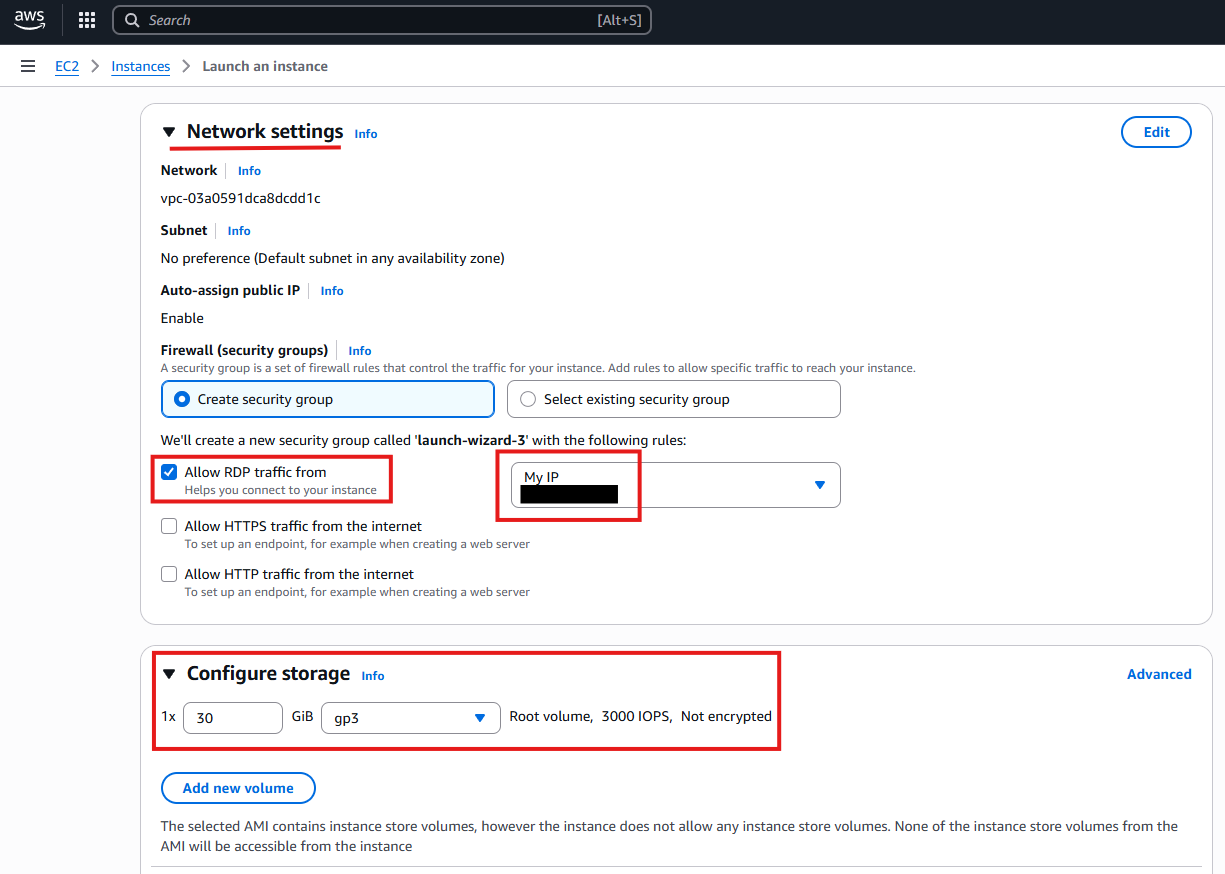 aws
Search [Alt+S]
EC2 > Instances > Launch an instance
Network settings Info Edit
Network Info
vpc-03a0591dca8dcdd1c
Subnet Info
No preference (Default subnet in any availability zone)
Auto-assign public IP Info
Enable
Firewall (security groups) Info
A security group is a set of firewall rules that control the traffic for your instance. Add rules to allow specific traffic to reach your instance.
Create security group Select existing security group
We'll create a new security group called 'launch-wizard-3' with the following rules:
Allow RDP traffic from My IP
Helps you connect to your instance
Allow HTTPS traffic from the internet
To set up an endpoint, for example when creating a web server
Allow HTTP traffic from the internet
To set up an endpoint, for example when creating a web server
Configure storage Info Advanced
1x 30 GiB gp3 Root volume, 3000 IOPS, Not encrypted
Add new volume
The selected AMI contains instance store volumes, however the instance does not allow any instance store volumes. None of the instance store volumes from the
AMI will be accessible from the instance